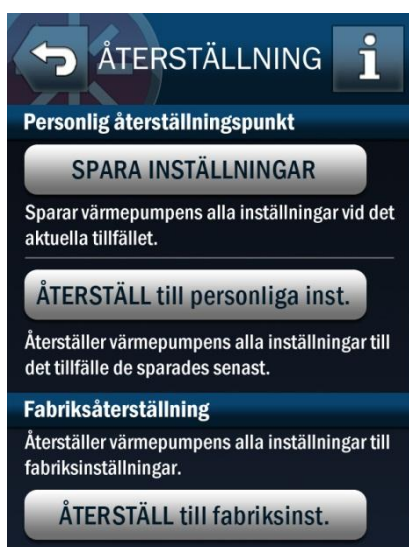 ÅTERSTÄLLNING
Personlig återställningspunkt
SPARA INSTÄLLNINGAR
Sparar värmepumpens alla inställningar vid det
aktuella tillfället.
ÅTERSTÄLL till personliga inst.
Återställer värmepumpens alla inställningar till
det tillfälle de sparades senast.
Fabriksåterställning
Återställer värmepumpens alla inställningar till
fabriksinställningar.
ÅTERSTÄLL till fabriksinst.